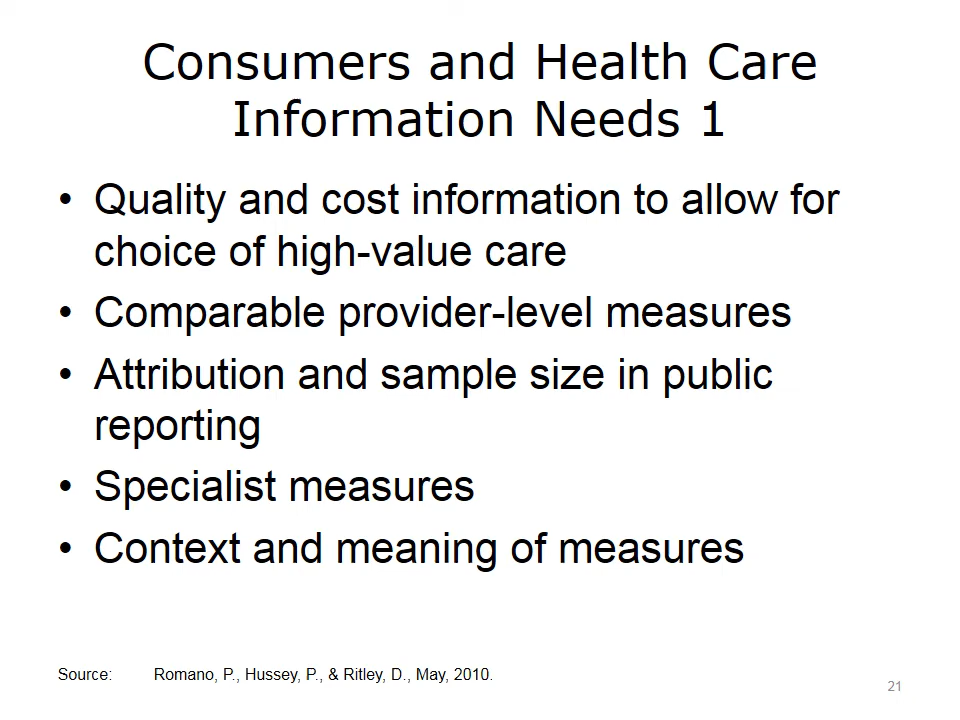 Consumers and Health Care
Information Needs 1
• Quality and cost information to allow for
choice of high-value care
• Comparable provider-level measures
• Attribution and sample size in public
reporting
• Specialist measures
• Context and meaning of measures
Source: Romano, P., Hussey, P., & Ritley, D., May, 2010.
21